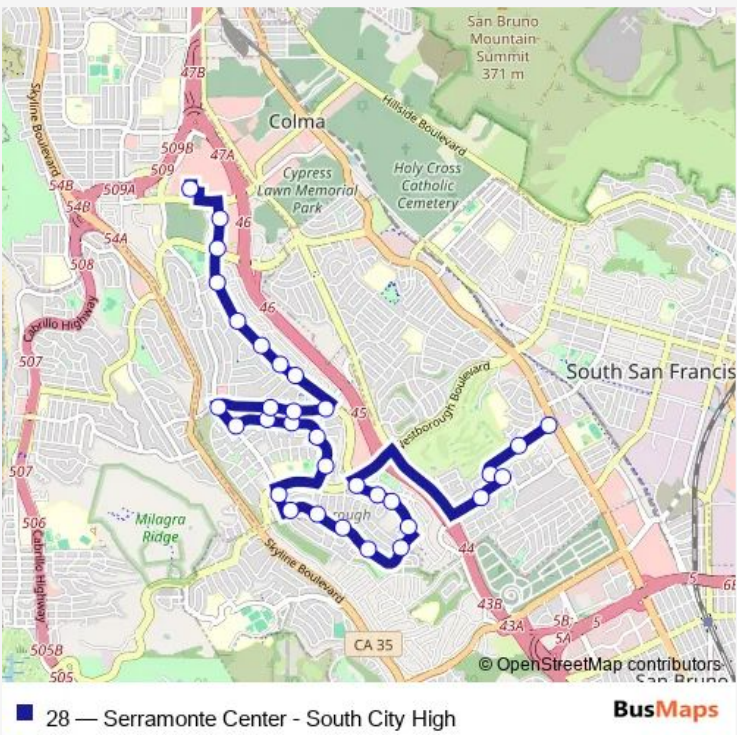 San Bruno
Mountain
Summit
371 m
47B
Skyline Boulevard
Hillside Boulevard
Colma
509B
47A
509
Cypress
Lawn Memorial
Park
Holy Cross
Catholic
Cemetery
54B
509A
54B
46
54A
508
46
Cabrillo Highway
507
South San Francis
Westborough Boulevard
45
507
rough
506
Milagra
Ridge
Cabrillo Highway
Skyline Boulevard
44
43B
5
6B
43A
5B;
5
5A
505B
CA 35
505
© OpenStreetMap contributors
San Bruno
28 — Serramonte Center - South City High
BusMaps